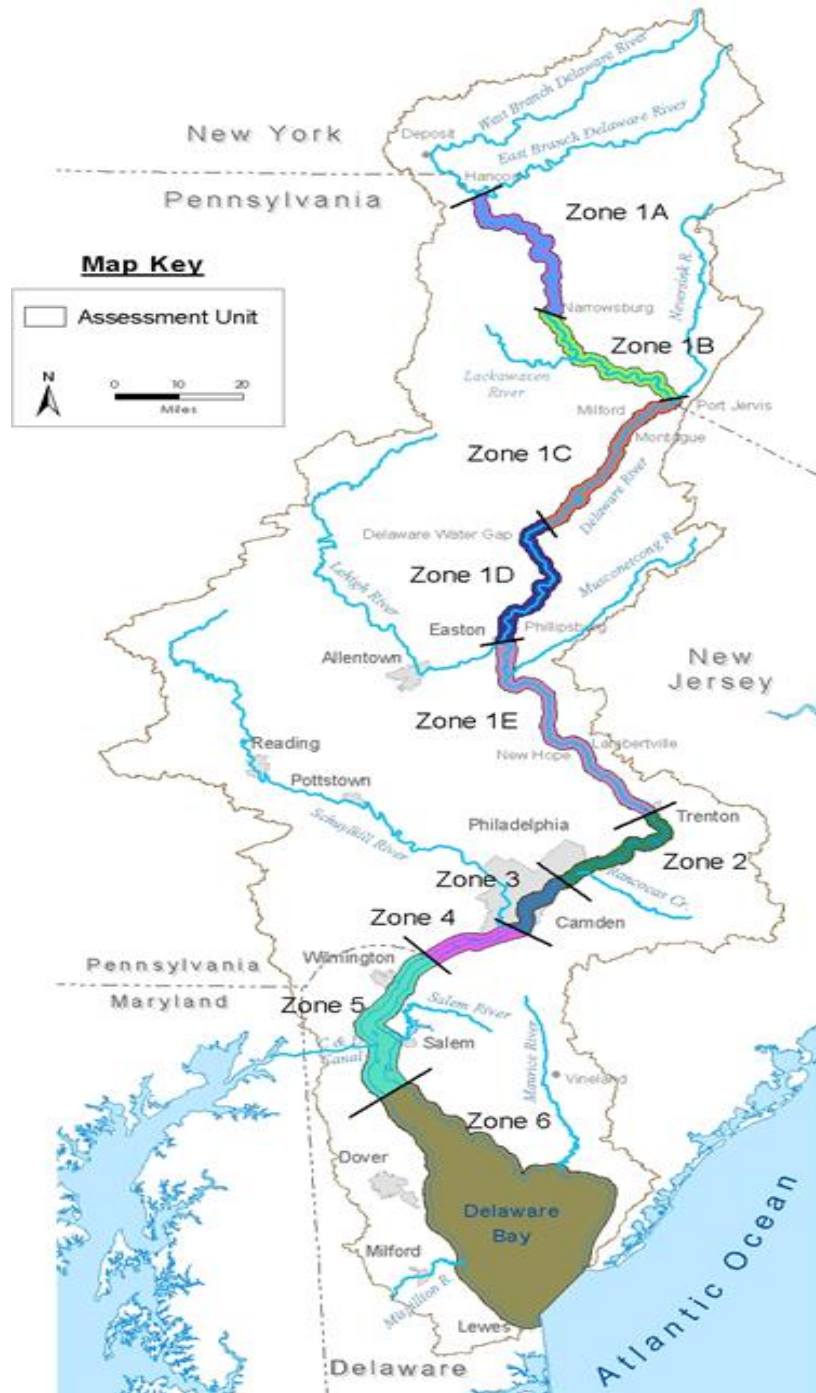 West Branch Delaware River
New York
Deposit
East Branch Delaware River
Pennsylvania
Zone 1A
Map Key
Neversink R.
Assessment Unit
Narrowsburg
N
Zone 1B
0 10 20
Miles
Lackawaxen
River
Milford
Port Jervis
Montague
Zone 1C
Delaware River
Delaware Water Gap
Musconetcong R.
Zone 1D
Lehigh River
Easton
Phillipsburg
Allentown
New
Jersey
Zone 1E
Lambertville
Reading
New Hope
Pottstown
Trenton
Philadelphia
Schuylkill River
Zone 2
Zone 3
Rancocas Cr.
Zone 4
Camden
Wilmington
Pennsylvania
Maryland
Zone 5
Salem River
C &
Canal
Salem
Maurice River
Vineland
Zone 6
Dover
Delaware
Bay
Milford
Mispillion R.
Lewes
Atlantic Ocean
Delaware